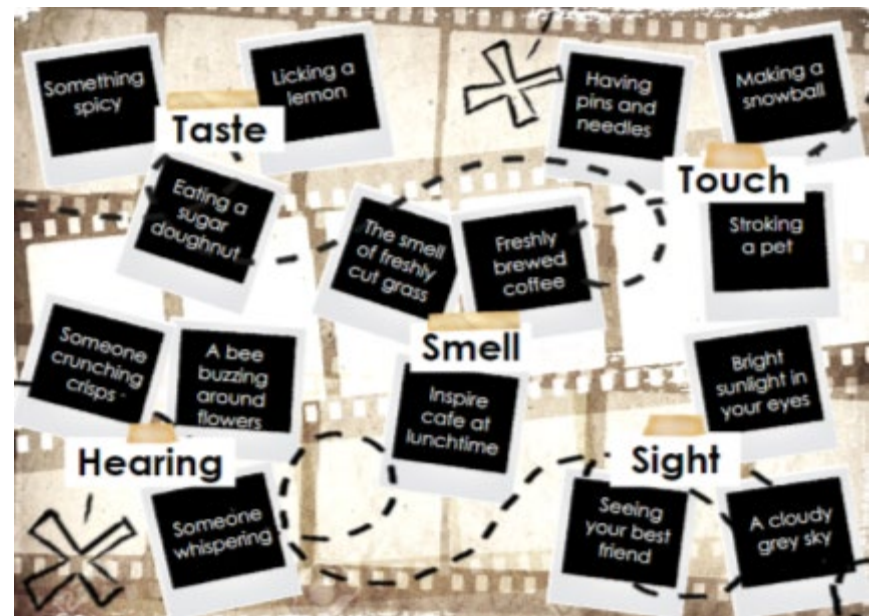 Something
spicy
Licking a
lemon
Taste
Eating a
sugar
doughnut
Having
pins and
needles
Making a
snowball
Touch
Stroking
a pet
The smell
of freshly
cut grass
Freshly
brewed
coffee
Smell
Inspire
cafe at
lunchtime
Someone
crunching
crisps
A bee
buzzing
around
flowers
Hearing
Someone
whispering
Bright
sunlight in
your eyes
Sight
Seeing
your best
friend
A cloudy
grey sky